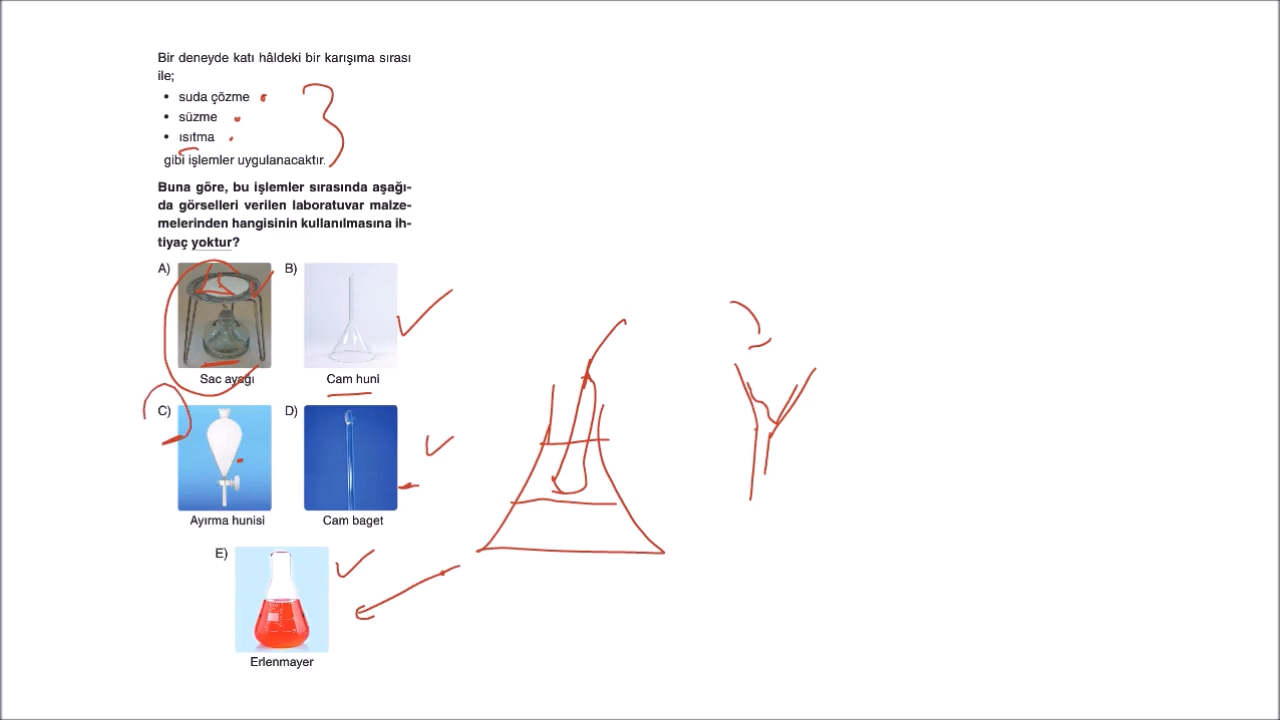 Bir deneyde katı hâldeki bir karışıma sırası
ile;
• suda çözme
• süzme
• ısıtma
gibi işlemler uygulanacaktır.
Buna göre, bu işlemler sırasında aşağı-
da görselleri verilen laboratuvar malze-
melerinden hangisinin kullanılmasına ih-
tiyaç yoktur?
A) B)
Sac ayağı Cam huni
C) D)
Ayırma hunisi Cam baget
E)
Erlenmayer